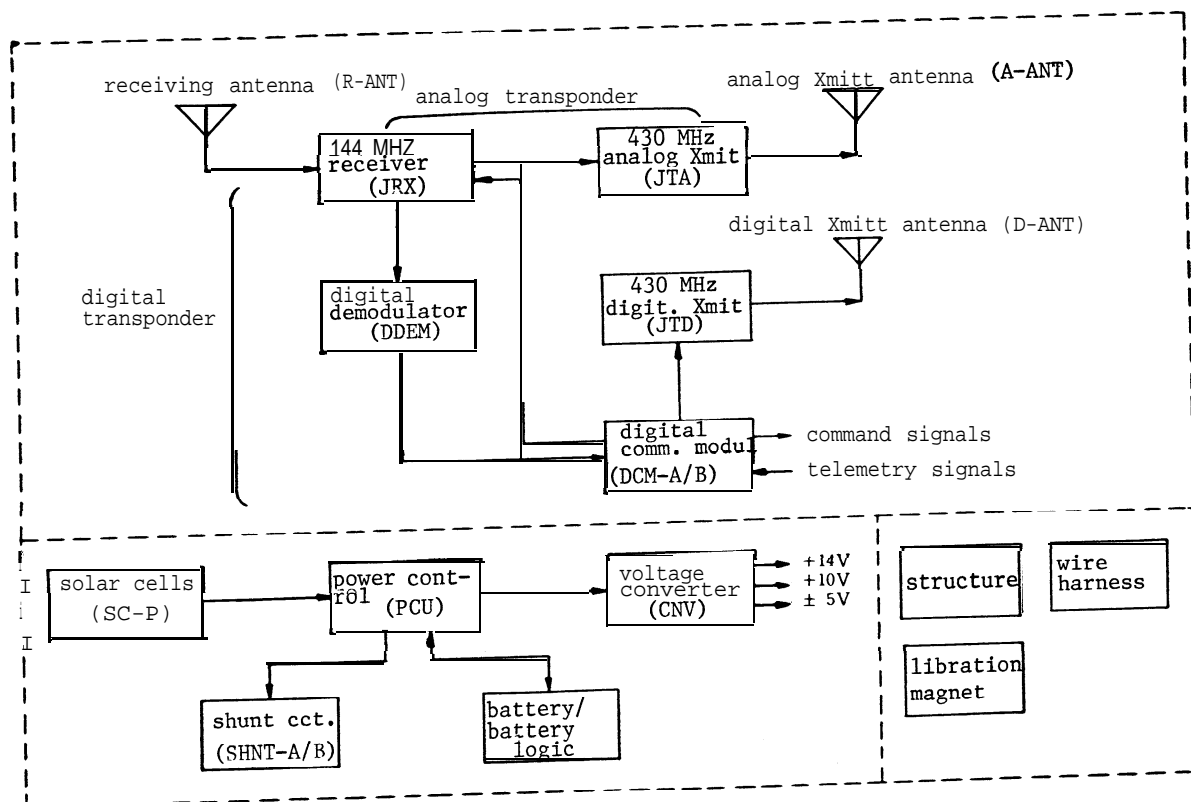 receiving antenna (R-ANT)
analog transponder
analog Xmitt antenna (A-ANT)
144 MHZ
receiver
(JRX)
430 MHz
analog Xmit
(JTA)
digital Xmitt antenna (D-ANT)
digital
transponder
digital
demodulator
(DDEM)
430 MHz
digit. Xmit
(JTD)
digital
comm. modul
(DCM-A/B)
command signals
telemetry signals
solar cells
(SC-P)
power cont-
rol
(PCU)
voltage
converter
(CNV)
+14V
+10V
± 5V
structure
wire
harness
libration
magnet
shunt cct.
(SHNT-A/B)
battery/
battery
logic